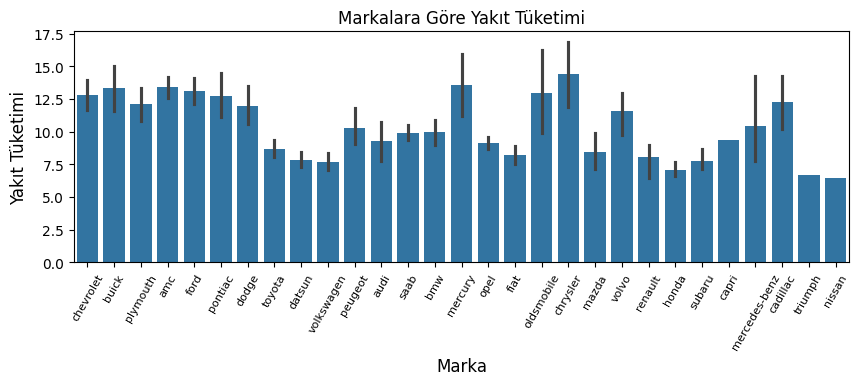 Markalara Göre Yakıt Tüketimi
Yakıt Tüketimi
17.5
15.0
12.5
10.0
7.5
5.0
2.5
0.0
chevrolet
buick
plymouth
amc
ford
pontiac
dodge
toyota
datsun
volkswagen
peugeot
audi
saab
bmw
mercury
opel
fiat
oldsmobile
chrysler
mazda
volvo
renault
honda
subaru
capri
mercedes-benz
cadillac
triumph
nissan
Marka